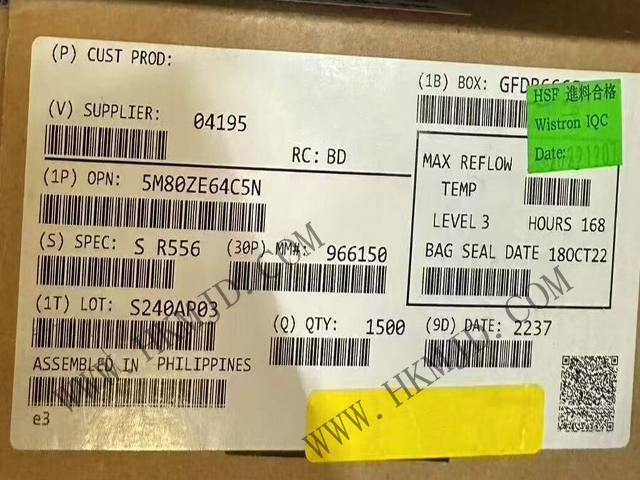 (P) CUST PROD:
(1B) BOX:
HSF 進料合格
Wistron IQC
Date:
(V) SUPPLIER: 04195
RC: BD
MAX REFLOW
TEMP
LEVEL 3 HOURS 168
BAG SEAL DATE 18OCT22
(1P) OPN: 5M80ZE64C5N
(S) SPEC: S R556
(30P) MM#: 966150
(1T) LOT: S240AR03
(Q) QTY: 1500
(9D) DATE: 2237
ASSEMBLED IN PHILIPPINES
e3
WWW.HKMJD.COM
WWW.HKMJD.COM